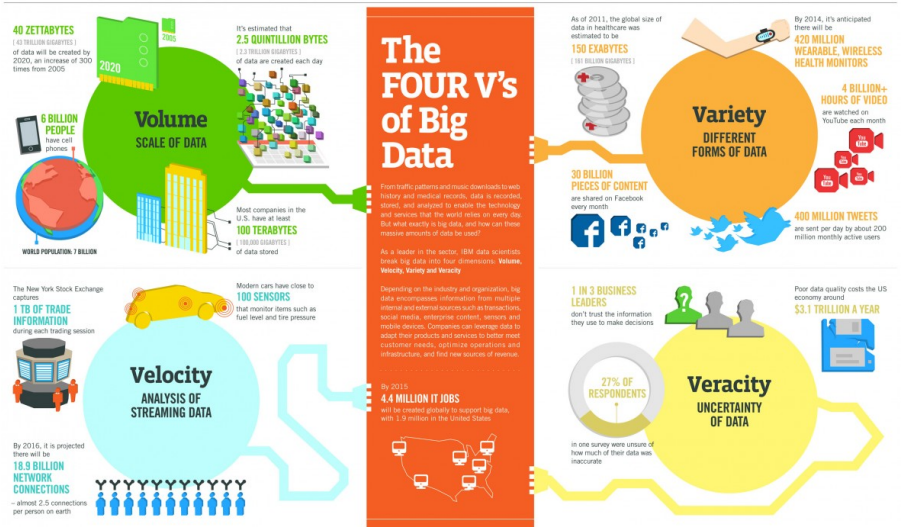 40 ZETTABYTES
[ 43 TRILLION GIGABYTES ]
of data will be created by
2020, an increase of 300
times from 2005
2020
2005
It's estimated that
2.5 QUINTILLION BYTES
[ 2.3 TRILLION GIGABYTES ]
of data are created each day
6 BILLION
PEOPLE
have cell
phones
WORLD POPULATION: 7 BILLION
Volume
SCALE OF DATA
Most companies in the
U.S. have at least
100 TERABYTES
[ 100,000 GIGABYTES ]
of data stored
The
FOUR V's
of Big
Data
From traffic patterns and music downloads to web
history and medical records, data is recorded,
stored, and analyzed to enable the technology
and services that the world relies on every day.
But what exactly is big data, and how can these
massive amounts of data be used?
As a leader in the sector, IBM data scientists
break big data into four dimensions: Volume,
Velocity, Variety and Veracity
Depending on the industry and organization, big
data encompasses information from multiple
internal and external sources such as transactions,
social media, enterprise content, sensors and
mobile devices. Companies can leverage data to
adapt their products and services to better meet
customer needs, optimize operations and
infrastructure, and find new sources of revenue.
By 2015
4.4 MILLION IT JOBS
will be created globally to support big data,
with 1.9 million in the United States
As of 2011, the global size of
data in healthcare was
estimated to be
150 EXABYTES
[ 161 BILLION GIGABYTES ]
By 2014, it's anticipated
there will be
420 MILLION
WEARABLE, WIRELESS
HEALTH MONITORS
4 BILLION+
HOURS OF VIDEO
are watched on
YouTube each month
You
Tube
You
Tube
You
Tube
You
Tube
Variety
DIFFERENT
FORMS OF DATA
30 BILLION
PIECES OF CONTENT
are shared on Facebook
every month
400 MILLION TWEETS
are sent per day by about 200
million monthly active users
The New York Stock Exchange
captures
1 TB OF TRADE
INFORMATION
during each trading session
Modern cars have close to
100 SENSORS
that monitor items such as
fuel level and tire pressure
Velocity
ANALYSIS OF
STREAMING DATA
By 2016, it is projected
there will be
18.9 BILLION
NETWORK
CONNECTIONS
– almost 2.5 connections
per person on earth
1 IN 3 BUSINESS
LEADERS
don't trust the information
they use to make decisions
?
Poor data quality costs the US
economy around
$3.1 TRILLION A YEAR
27% OF
RESPONDENTS
in one survey were unsure of
how much of their data was
inaccurate
Veracity
UNCERTAINTY
OF DATA